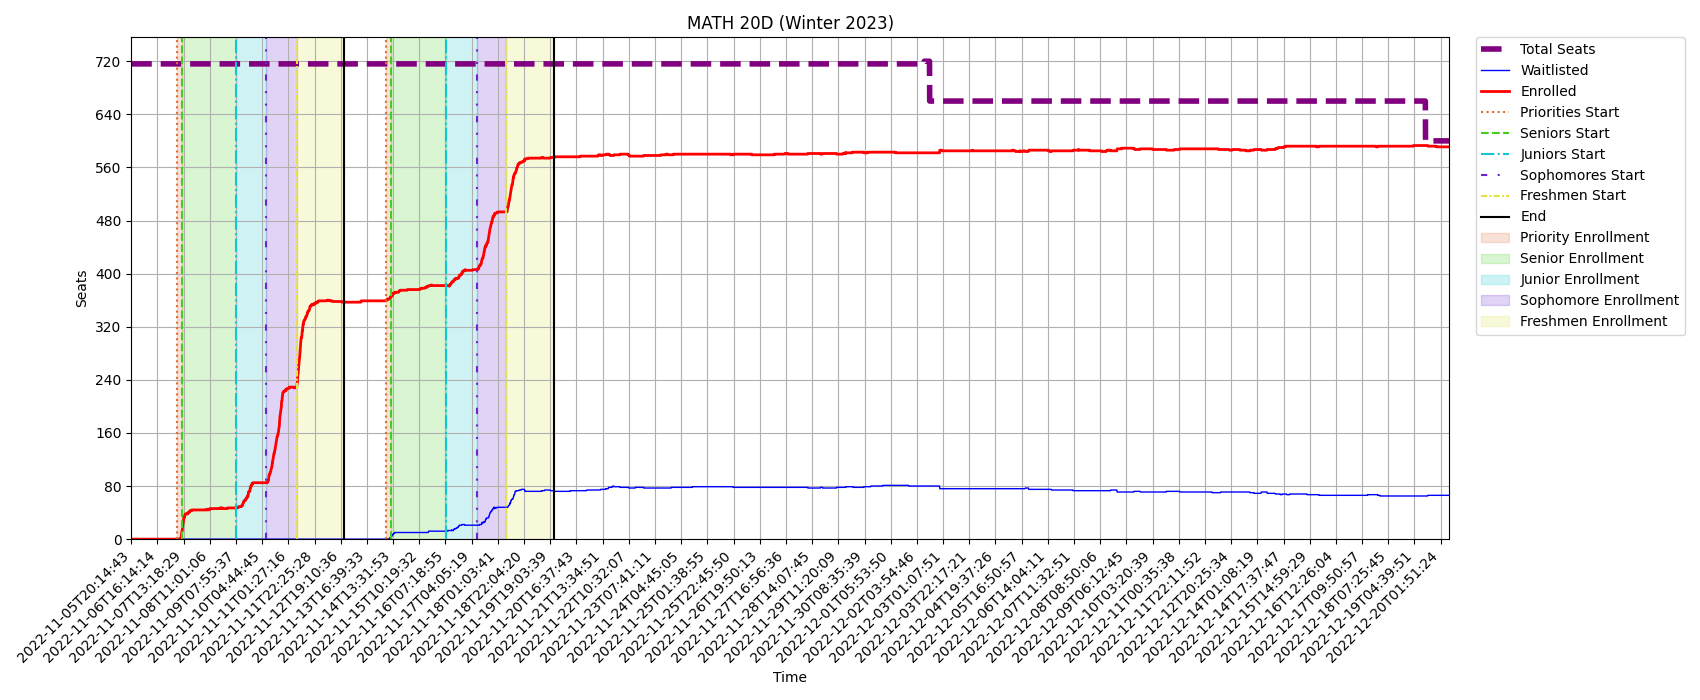 MATH 20D (Winter 2023)
Seats
720
640
560
480
400
320
240
160
80
0
2022-11-05T20:14:43
2022-11-06T16:14:14
2022-11-07T13:18:29
2022-11-08T11:01:06
2022-11-09T07:55:37
2022-11-10T04:44:45
2022-11-11T01:27:16
2022-11-11T22:25:28
2022-11-12T19:10:36
2022-11-13T16:39:33
2022-11-14T13:31:53
2022-11-15T10:19:32
2022-11-16T07:18:55
2022-11-17T04:05:19
2022-11-18T01:03:41
2022-11-18T22:04:20
2022-11-19T19:03:39
2022-11-20T16:37:43
2022-11-21T13:34:51
2022-11-22T10:32:07
2022-11-23T07:41:11
2022-11-24T04:45:05
2022-11-25T01:38:55
2022-11-25T22:45:50
2022-11-26T19:50:13
2022-11-27T16:56:36
2022-11-28T14:07:45
2022-11-29T11:20:09
2022-11-30T08:35:39
2022-12-01T05:53:50
2022-12-02T03:54:46
2022-12-03T01:07:51
2022-12-03T22:17:21
2022-12-04T19:37:26
2022-12-05T16:50:57
2022-12-06T14:04:11
2022-12-07T11:32:51
2022-12-08T08:50:06
2022-12-09T06:12:45
2022-12-10T03:20:39
2022-12-11T00:35:38
2022-12-11T22:11:52
2022-12-12T20:25:34
2022-12-14T01:08:19
2022-12-14T17:37:47
2022-12-15T14:59:29
2022-12-16T12:26:04
2022-12-17T09:50:57
2022-12-18T07:25:45
2022-12-19T04:39:51
2022-12-20T01:51:24
Time
Total Seats
Waitlisted
Enrolled
Priorities Start
Seniors Start
Juniors Start
Sophomores Start
Freshmen Start
End
Priority Enrollment
Senior Enrollment
Junior Enrollment
Sophomore Enrollment
Freshmen Enrollment